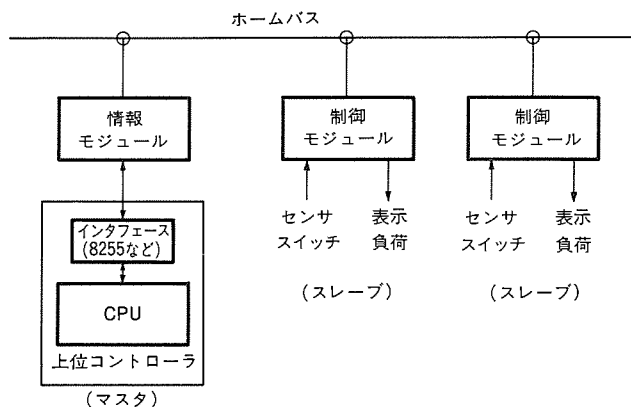 ホームバス
情報
モジュール
制御
モジュール
制御
モジュール
インタフェース
(8255など)
CPU
上位コントローラ
(マスタ)
センサ
スイッチ
表示
負荷
(スレーブ)
センサ
スイッチ
表示
負荷
(スレーブ)